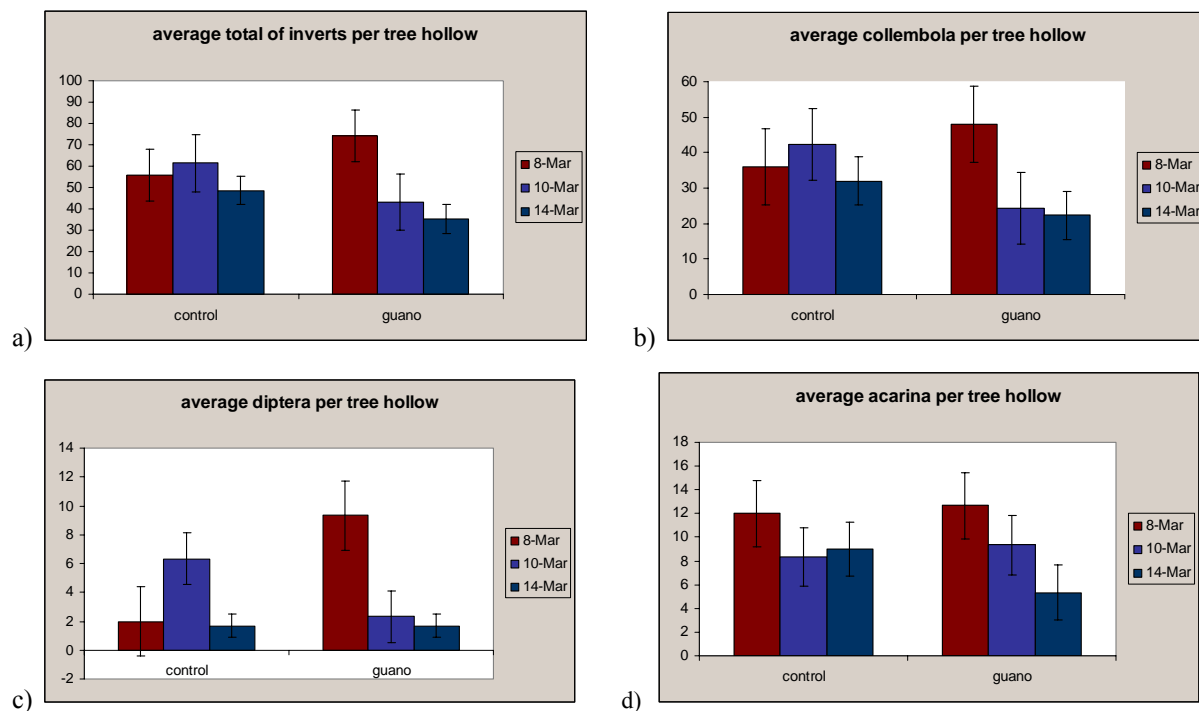 average total of inverts per tree hollow
100
90
80
70
60
50
40
30
20
10
0
control guano
8-Mar
10-Mar
14-Mar
a)
average collembola per tree hollow
60
50
40
30
20
10
0
control guano
8-Mar
10-Mar
14-Mar
b)
average diptera per tree hollow
14
12
10
8
6
4
2
0
-2
control guano
8-Mar
10-Mar
14-Mar
c)
average acarina per tree hollow
18
16
14
12
10
8
6
4
2
0
control guano
8-Mar
10-Mar
14-Mar
d)